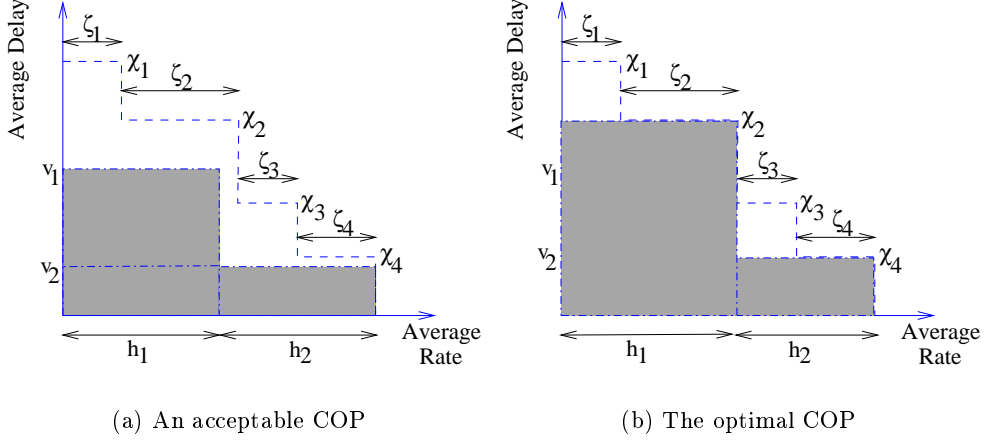 Average Delay
ζ1
χ1
ζ2
χ2
v1
ζ3
χ3
ζ4
v2
χ4
h1
h2
Average
Rate
(a) An acceptable COP
Average Delay
ζ1
χ1
ζ2
χ2
v1
ζ3
χ3
ζ4
v2
χ4
h1
h2
Average
Rate
(b) The optimal COP